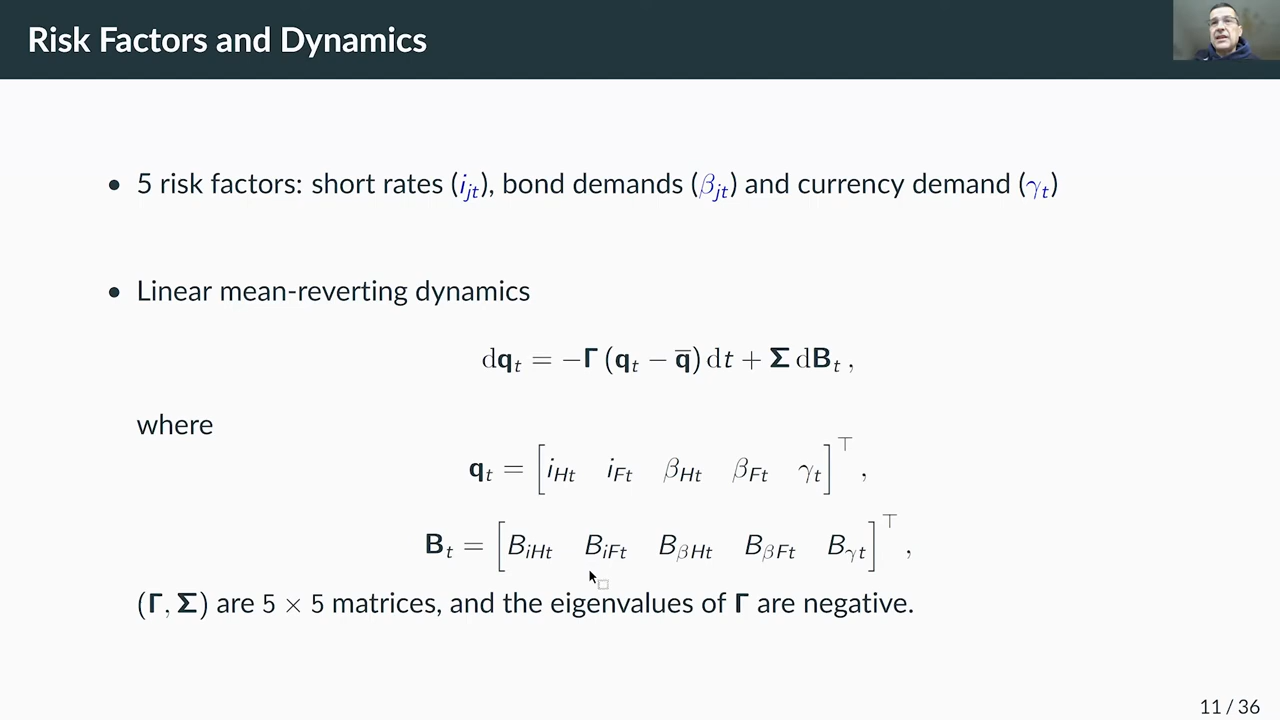 Risk Factors and Dynamics
• 5 risk factors: short rates (i_{jt}), bond demands (β_{jt}) and currency demand (γ_t)
• Linear mean-reverting dynamics
d𝐪_t = −𝚪 (𝐪_t − 𝐪̅) dt + 𝚺 d𝐁_t ,
where
𝐪_t = [i_{Ht} i_{Ft} β_{Ht} β_{Ft} γ_t]^⊤ ,
𝐁_t = [B_{iHt} B_{iFt} B_{βHt} B_{βFt} B_{γt}]^⊤ ,
(𝚪, 𝚺) are 5 × 5 matrices, and the eigenvalues of 𝚪 are negative.
11 / 36